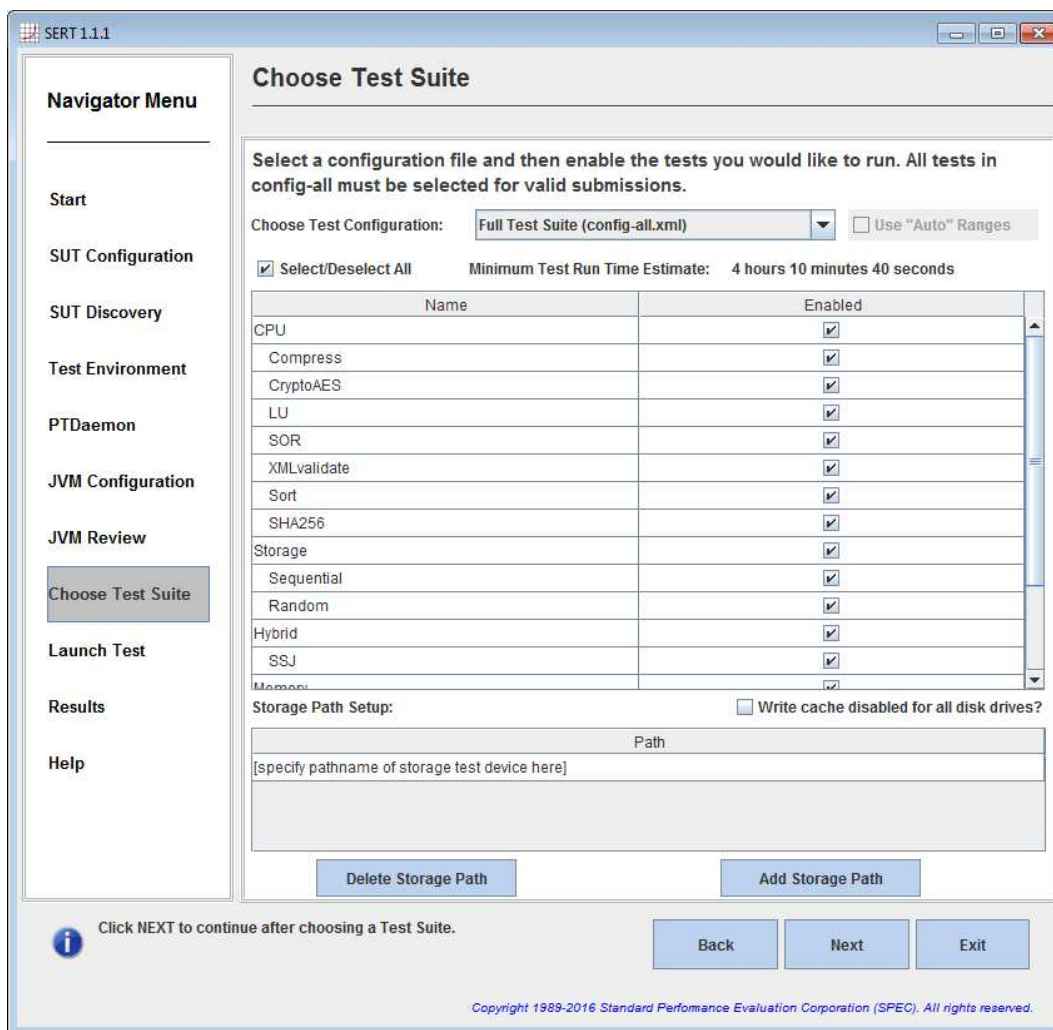 SERT 1.1.1
Navigator Menu
Start
SUT Configuration
SUT Discovery
Test Environment
PTDaemon
JVM Configuration
JVM Review
Choose Test Suite
Launch Test
Results
Help
Choose Test Suite
Select a configuration file and then enable the tests you would like to run. All tests in
config-all must be selected for valid submissions.
Choose Test Configuration: Full Test Suite (config-all.xml) Use "Auto" Ranges
Select/Deselect All Minimum Test Run Time Estimate: 4 hours 10 minutes 40 seconds
Name Enabled
CPU
Compress
CryptoAES
LU
SOR
XMLvalidate
Sort
SHA256
Storage
Sequential
Random
Hybrid
SSJ
Memory
Storage Path Setup: Write cache disabled for all disk drives?
Path
[specify pathname of storage test device here]
Delete Storage Path Add Storage Path
Click NEXT to continue after choosing a Test Suite.
Back Next Exit
Copyright 1989-2016 Standard Perfomance Evaluation Corporation (SPEC). All rights reserved.